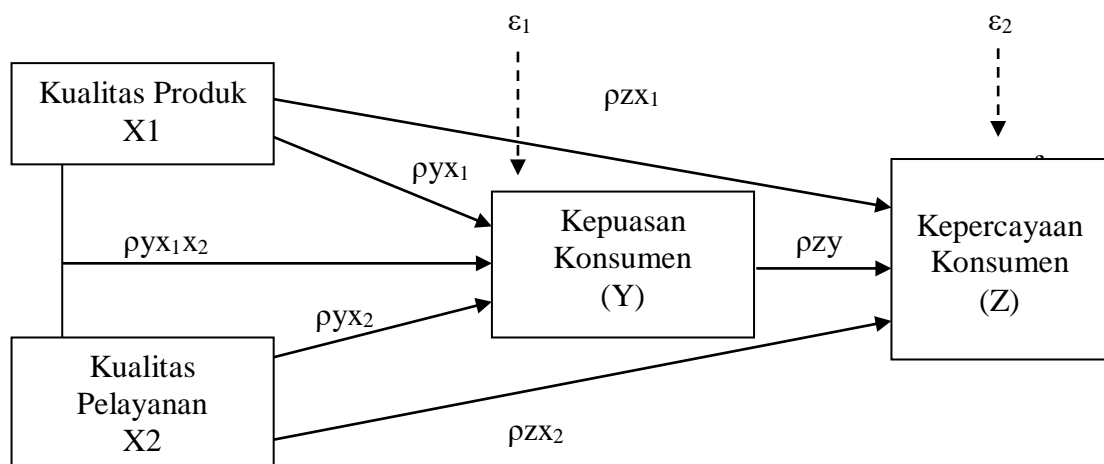 ε₁
ε₂
Kualitas Produk
X1
ρzx₁
ρyx₁
Kepuasan
Konsumen
(Y)
Kepercayaan
Konsumen
(Z)
ρyx₁x₂
ρzy
ρyx₂
Kualitas
Pelayanan
X2
ρzx₂